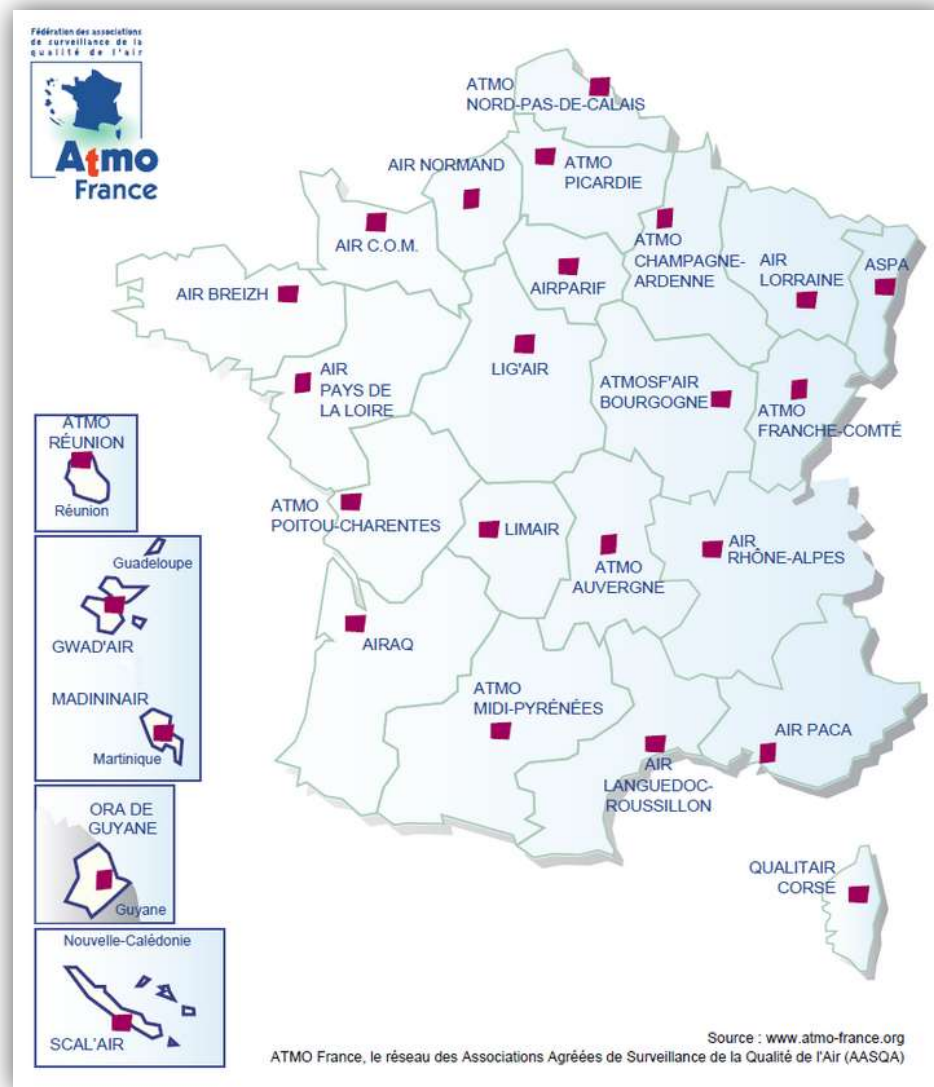 Fédération des associations
de surveillance de la
qualité de l'air
Atmo
France
ATMO
NORD-PAS-DE-CALAIS
AIR NORMAND
ATMO
PICARDIE
AIR C.O.M.
ATMO
CHAMPAGNE-
ARDENNE
AIR
LORRAINE
ASPA
AIRPARIF
AIR BREIZH
LIG'AIR
AIR
PAYS DE
LA LOIRE
ATMOSF'AIR
BOURGOGNE
ATMO
FRANCHE-COMTÉ
ATMO
RÉUNION
Réunion
ATMO
POITOU-CHARENTES
LIMAIR
ATMO
AUVERGNE
AIR
RHÔNE-ALPES
Guadeloupe
GWAD'AIR
MADININAIR
Martinique
AIRAQ
ATMO
MIDI-PYRÉNÉES
AIR PACA
AIR
LANGUEDOC-
ROUSSILLON
ORA DE
GUYANE
Guyane
QUALITAIR
CORSE
Nouvelle-Calédonie
SCAL'AIR
Source : www.atmo-france.org
ATMO France, le réseau des Associations Agréées de Surveillance de la Qualité de l'Air (AASQA)